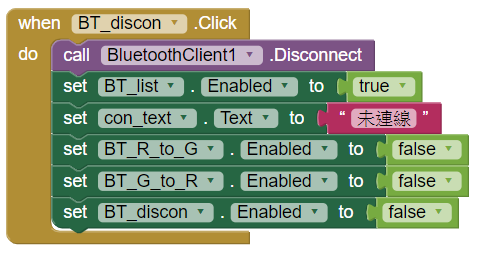 when BT_discon .Click
do call BluetoothClient1 .Disconnect
set BT_list . Enabled to true
set con_text . Text to “ 未連線 ”
set BT_R_to_G . Enabled to false
set BT_G_to_R . Enabled to false
set BT_discon . Enabled to false